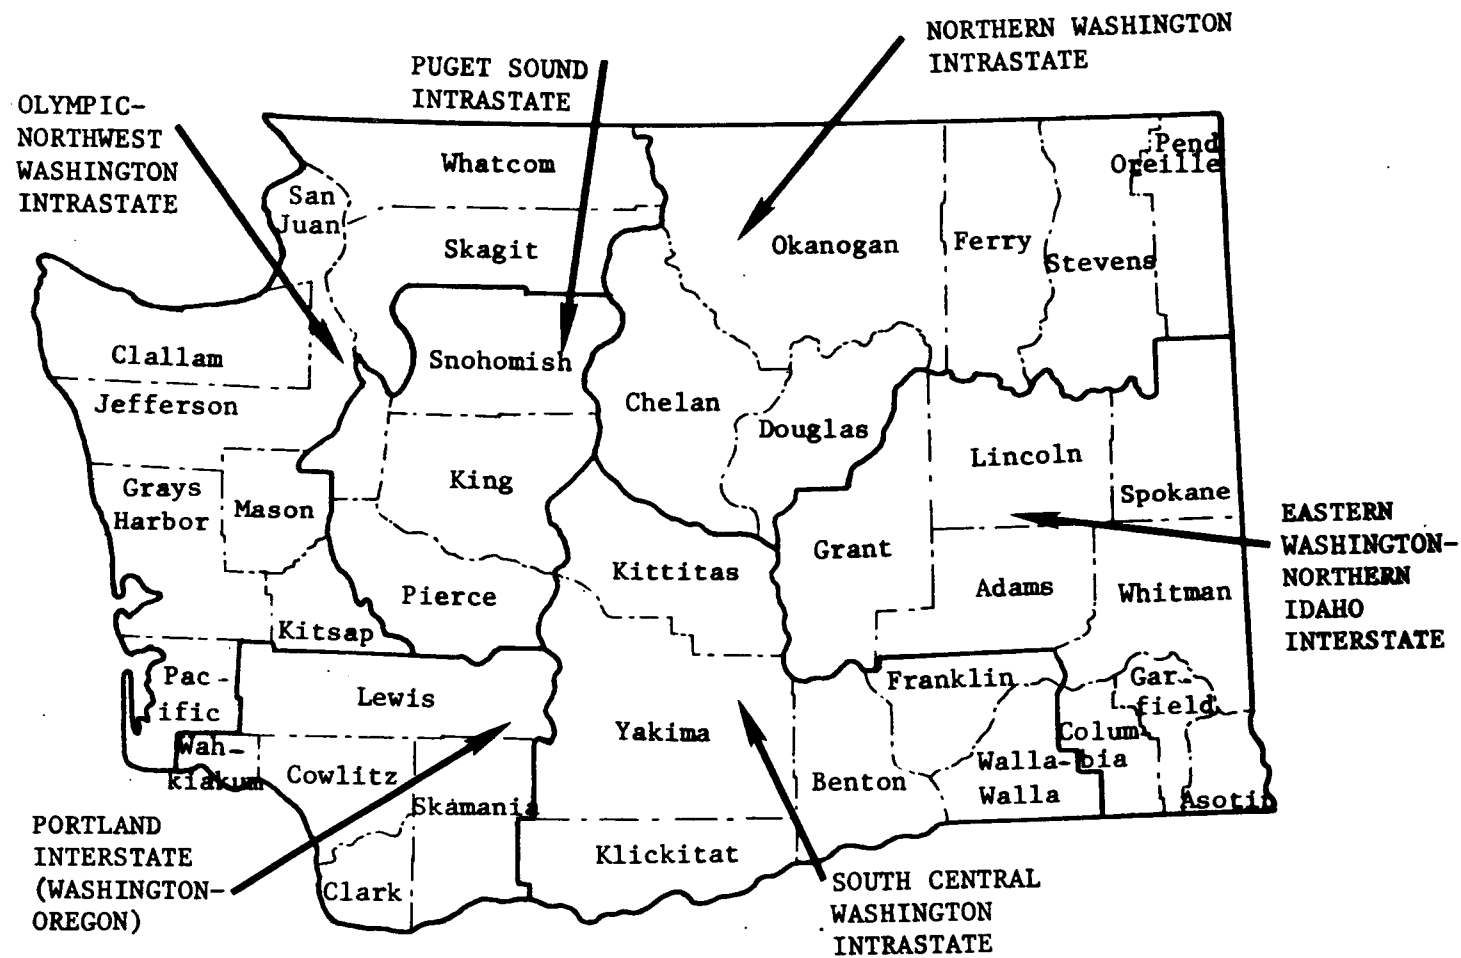 NORTHERN WASHINGTON
INTRASTATE
PUGET SOUND
INTRASTATE
OLYMPIC-
NORTHWEST
WASHINGTON
INTRASTATE
Whatcom
Pend
Oreille
San
Juan
Skagit
Okanogan
Ferry
Stevens
Clallam
Snohomish
Jefferson
Chelan
Douglas
Lincoln
King
Spokane
Grays
Harbor
Mason
Grant
EASTERN
WASHINGTON-
NORTHERN
IDAHO
INTERSTATE
Kittitas
Pierce
Adams
Whitman
Kitsap
Pac-
ific
Lewis
Franklin
Gar-
field
Yakima
Colum-
bia
Wah-
kiakum
Cowlitz
Skamania
Benton
Walla-
Walla
Asotin
PORTLAND
INTERSTATE
(WASHINGTON-
OREGON)
Clark
Klickitat
SOUTH CENTRAL
WASHINGTON
INTRASTATE